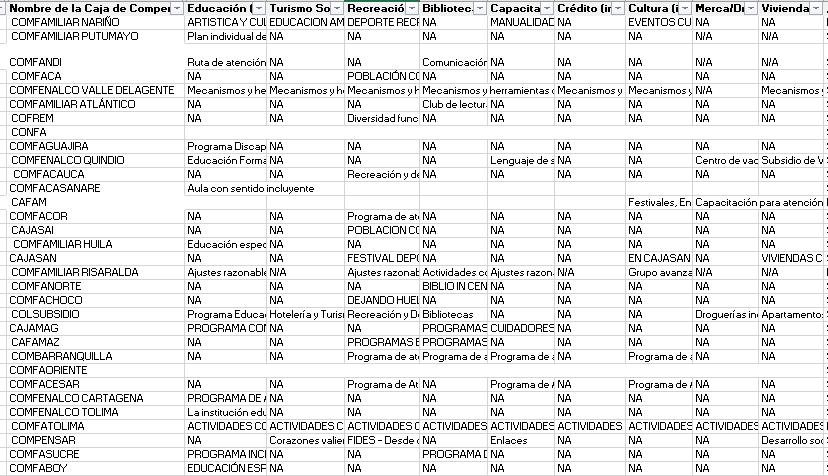 Nombre de la Caja de Compen Educación ( Turismo So Recreació Bibliotec Capacita Crédito (in Cultura (i Merca/Di Vivienda
COMFAMILIAR NARIÑO ARTISTICA Y CUL EDUCACION AM DEPORTE RECF NA MANUALIDAD NA EVENTOS CU NA NA
COMFAMILIAR PUTUMAYO Plan individual de NA NA NA NA NA NA N/A N/A
COMFANDI Ruta de atención NA NA Comunicación NA NA NA N/A N/A
COMFACA NA NA POBLACIÓN CO NA NA NA NA NA NA
COMFENALCO VALLE DELAGENTE Mecanismos y he Mecanismos y he Mecanismos y h Mecanismos y herramientas Mecanismos y Mecanismos y N/A Mecanismos y
COMFAMILIAR ATLÁNTICO NA NA NA Club de lectur NA NA NA NA NA
COFREM NA NA Diversidad func NA NA NA NA NA NA
CONFA
COMFAGUAJIRA Programa Discap NA NA NA NA NA NA NA NA
COMFENALCO QUINDIO Educación Forma NA NA NA Lenguaje de s NA NA Centro de vac Subsidio de V
COMFACAUCA NA NA Recreación y de NA NA NA NA NA NA
COMFACASANARE Aula con sentido incluyente
CAFAM Festivales, En Capacitación para atención
COMFACOR NA NA Programa de at NA NA NA NA NA NA
CAJASAI NA NA POBLACION CO NA NA NA NA NA NA
COMFAMILIAR HUILA Educación espec NA NA NA NA NA NA NA NA
CAJASAN NA NA FESTIVAL DEPO NA NA NA EN CAJASAN NA VIVIENDAS C
COMFAMILIAR RISARALDA Ajustes razonable N/A Ajustes razonab Actividades co Ajustes razon N/A Grupo avanza N/A N/A
COMFANORTE NA NA NA BIBLIO IN CEN NA NA NA NA NA
COMFACHOCO NA NA DEJANDO HUEL NA NA NA NA NA NA
COLSUBSIDIO Programa Educa Hotelería y Turis Recreación y De Bibliotecas NA NA NA Droguerías in Apartamento
CAJAMAG PROGRAMA CON NA NA PROGRAMAS CUIDADORES NA NA NA NA
CAFAMAZ NA NA PROGRAMAS E PROGRAMAS NA NA NA NA NA
COMBARRANQUILLA NA NA Programa de at Programa de a Programa de a NA Programa de a NA NA
COMFAORIENTE
COMFACESAR NA NA Programa de At NA Programa de A NA Programa de A NA NA
COMFENALCO CARTAGENA PROGRAMA DE A NA NA NA NA NA NA NA NA
COMFENALCO TOLIMA La institución edu NA NA NA NA NA NA NA NA
COMFATOLIMA ACTIVIDADES CO ACTIVIDADES C ACTIVIDADES C ACTIVIDADES ACTIVIDADES ACTIVIDADES ACTIVIDADES NA NA
COMPENSAR NA Corazones valien FIDES - Desde NA Enlaces NA NA NA Desarrollo soc
COMFASUCRE PROGRAMA INCL NA NA PROGRAMA D NA NA NA NA NA
COMFABOY EDUCACIÓN ESP NA NA NA NA NA NA NA NA